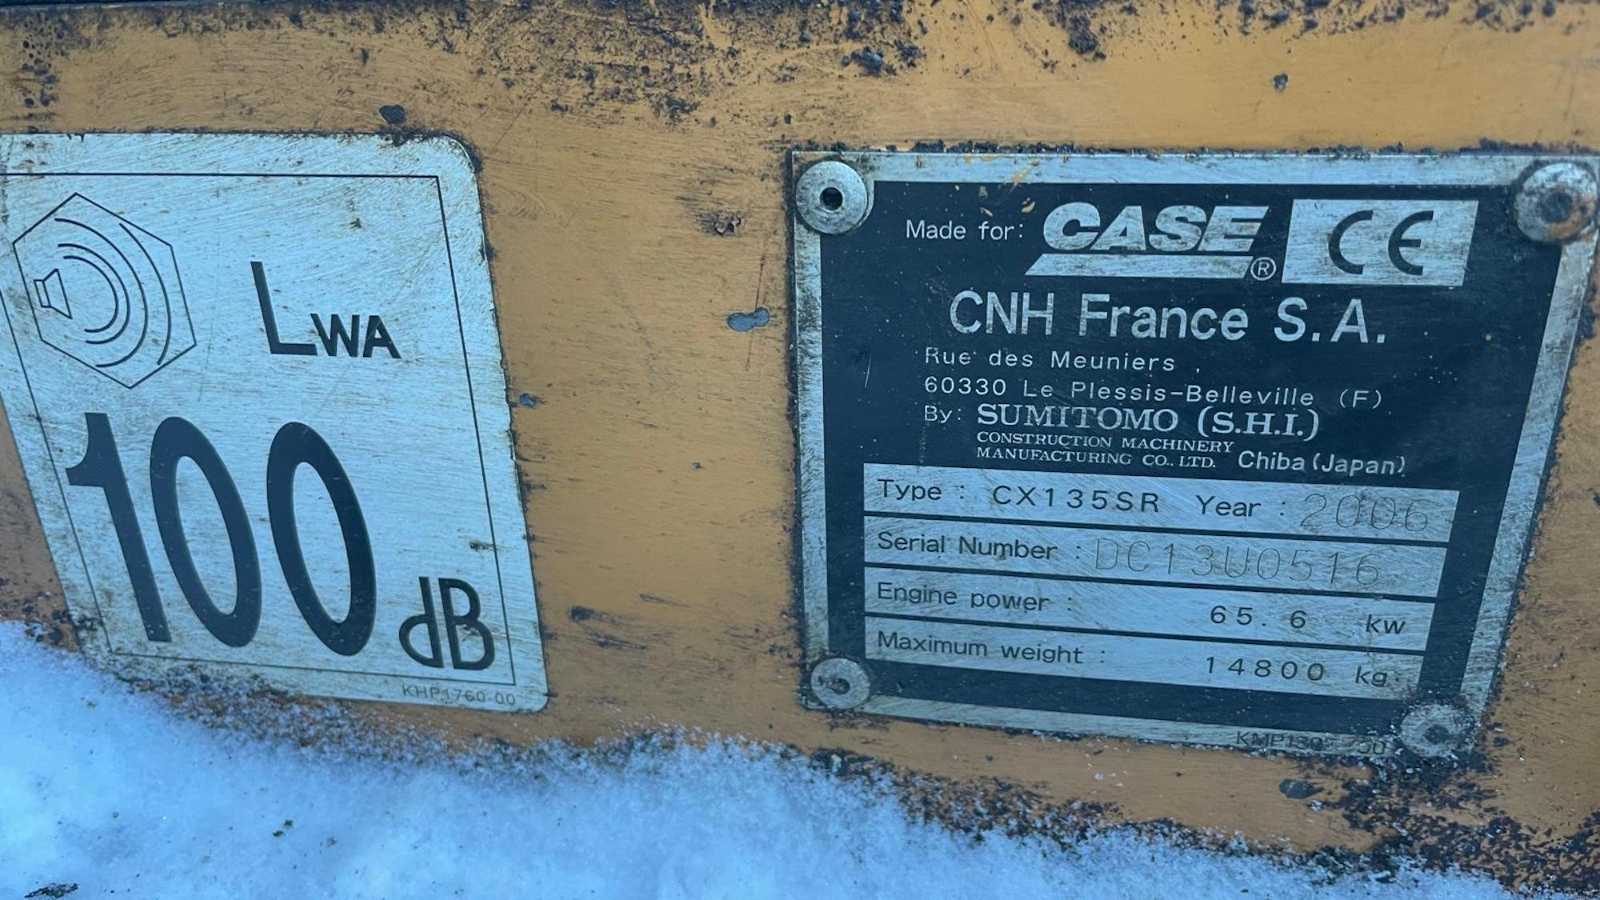 LWA
100 dB
KHP1760-00
Made for: CASE ® CE
CNH France S.A.
Rue des Meuniers
60330 Le Plessis-Belleville (F)
By: SUMITOMO (S.H.I.)
CONSTRUCTION MACHINERY
MANUFACTURING CO., LTD. Chiba (Japan)
Type : CX135SR Year : 2006
Serial Number : DC13U0516
Engine power : 65.6 kw
Maximum weight : 14800 kg